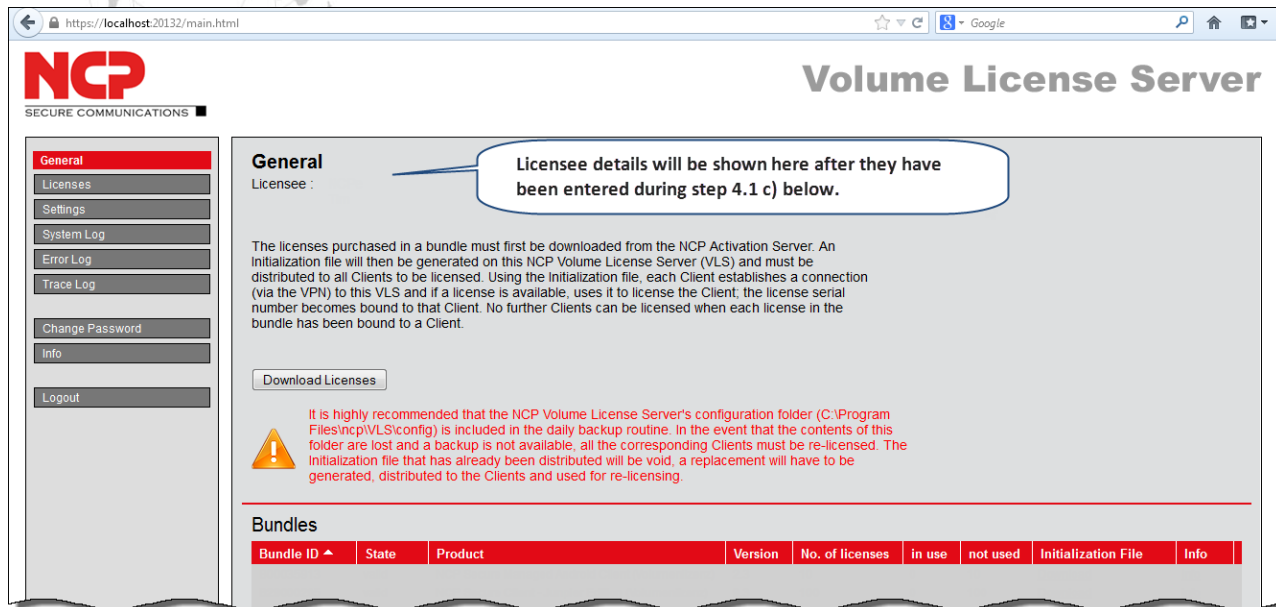 https://localhost:20132/main.html
Google
NCP
SECURE COMMUNICATIONS
Volume License Server
General
Licenses
Settings
System Log
Error Log
Trace Log
Change Password
Info
Logout
General
Licensee :
Licensee details will be shown here after they have
been entered during step 4.1 c) below.
The licenses purchased in a bundle must first be downloaded from the NCP Activation Server. An
Initialization file will then be generated on this NCP Volume License Server (VLS) and must be
distributed to all Clients to be licensed. Using the Initialization file, each Client establishes a connection
(via the VPN) to this VLS and if a license is available, uses it to license the Client; the license serial
number becomes bound to that Client. No further Clients can be licensed when each license in the
bundle has been bound to a Client.
Download Licenses
It is highly recommended that the NCP Volume License Server's configuration folder (C:\Program
Files\ncp\VLS\config) is included in the daily backup routine. In the event that the contents of this
folder are lost and a backup is not available, all the corresponding Clients must be re-licensed. The
Initialization file that has already been distributed will be void, a replacement will have to be
generated, distributed to the Clients and used for re-licensing.
Bundles
Bundle ID State Product Version No. of licenses in use not used Initialization File Info